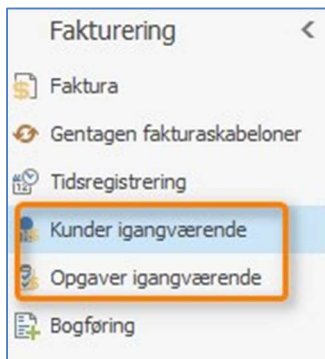 Fakturering
Faktura
Gentagen fakturaskabeloner
Tidsregistrering
Kunder igangværende
Opgaver igangværende
Bogføring